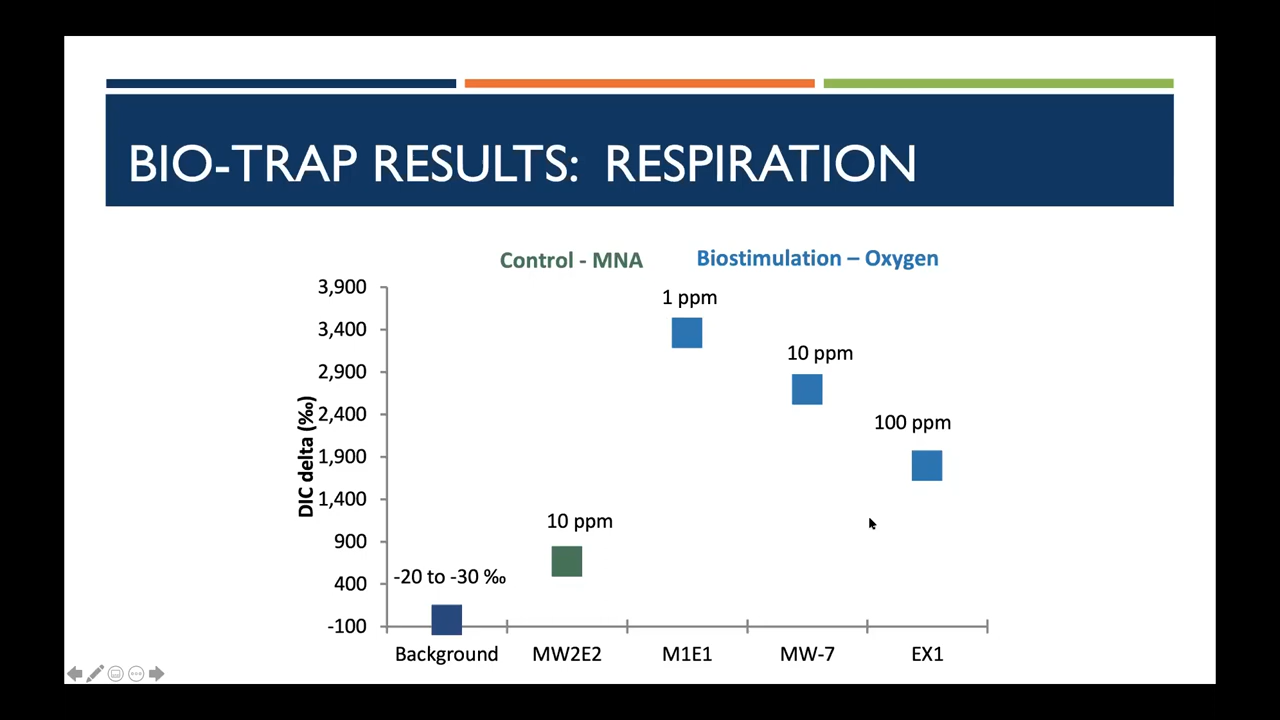 BIO-TRAP RESULTS: RESPIRATION
Control - MNA
Biostimulation – Oxygen
DIC delta (‰)
3,900
3,400
2,900
2,400
1,900
1,400
900
400
-100
-20 to -30 ‰
10 ppm
1 ppm
10 ppm
100 ppm
Background
MW2E2
M1E1
MW-7
EX1